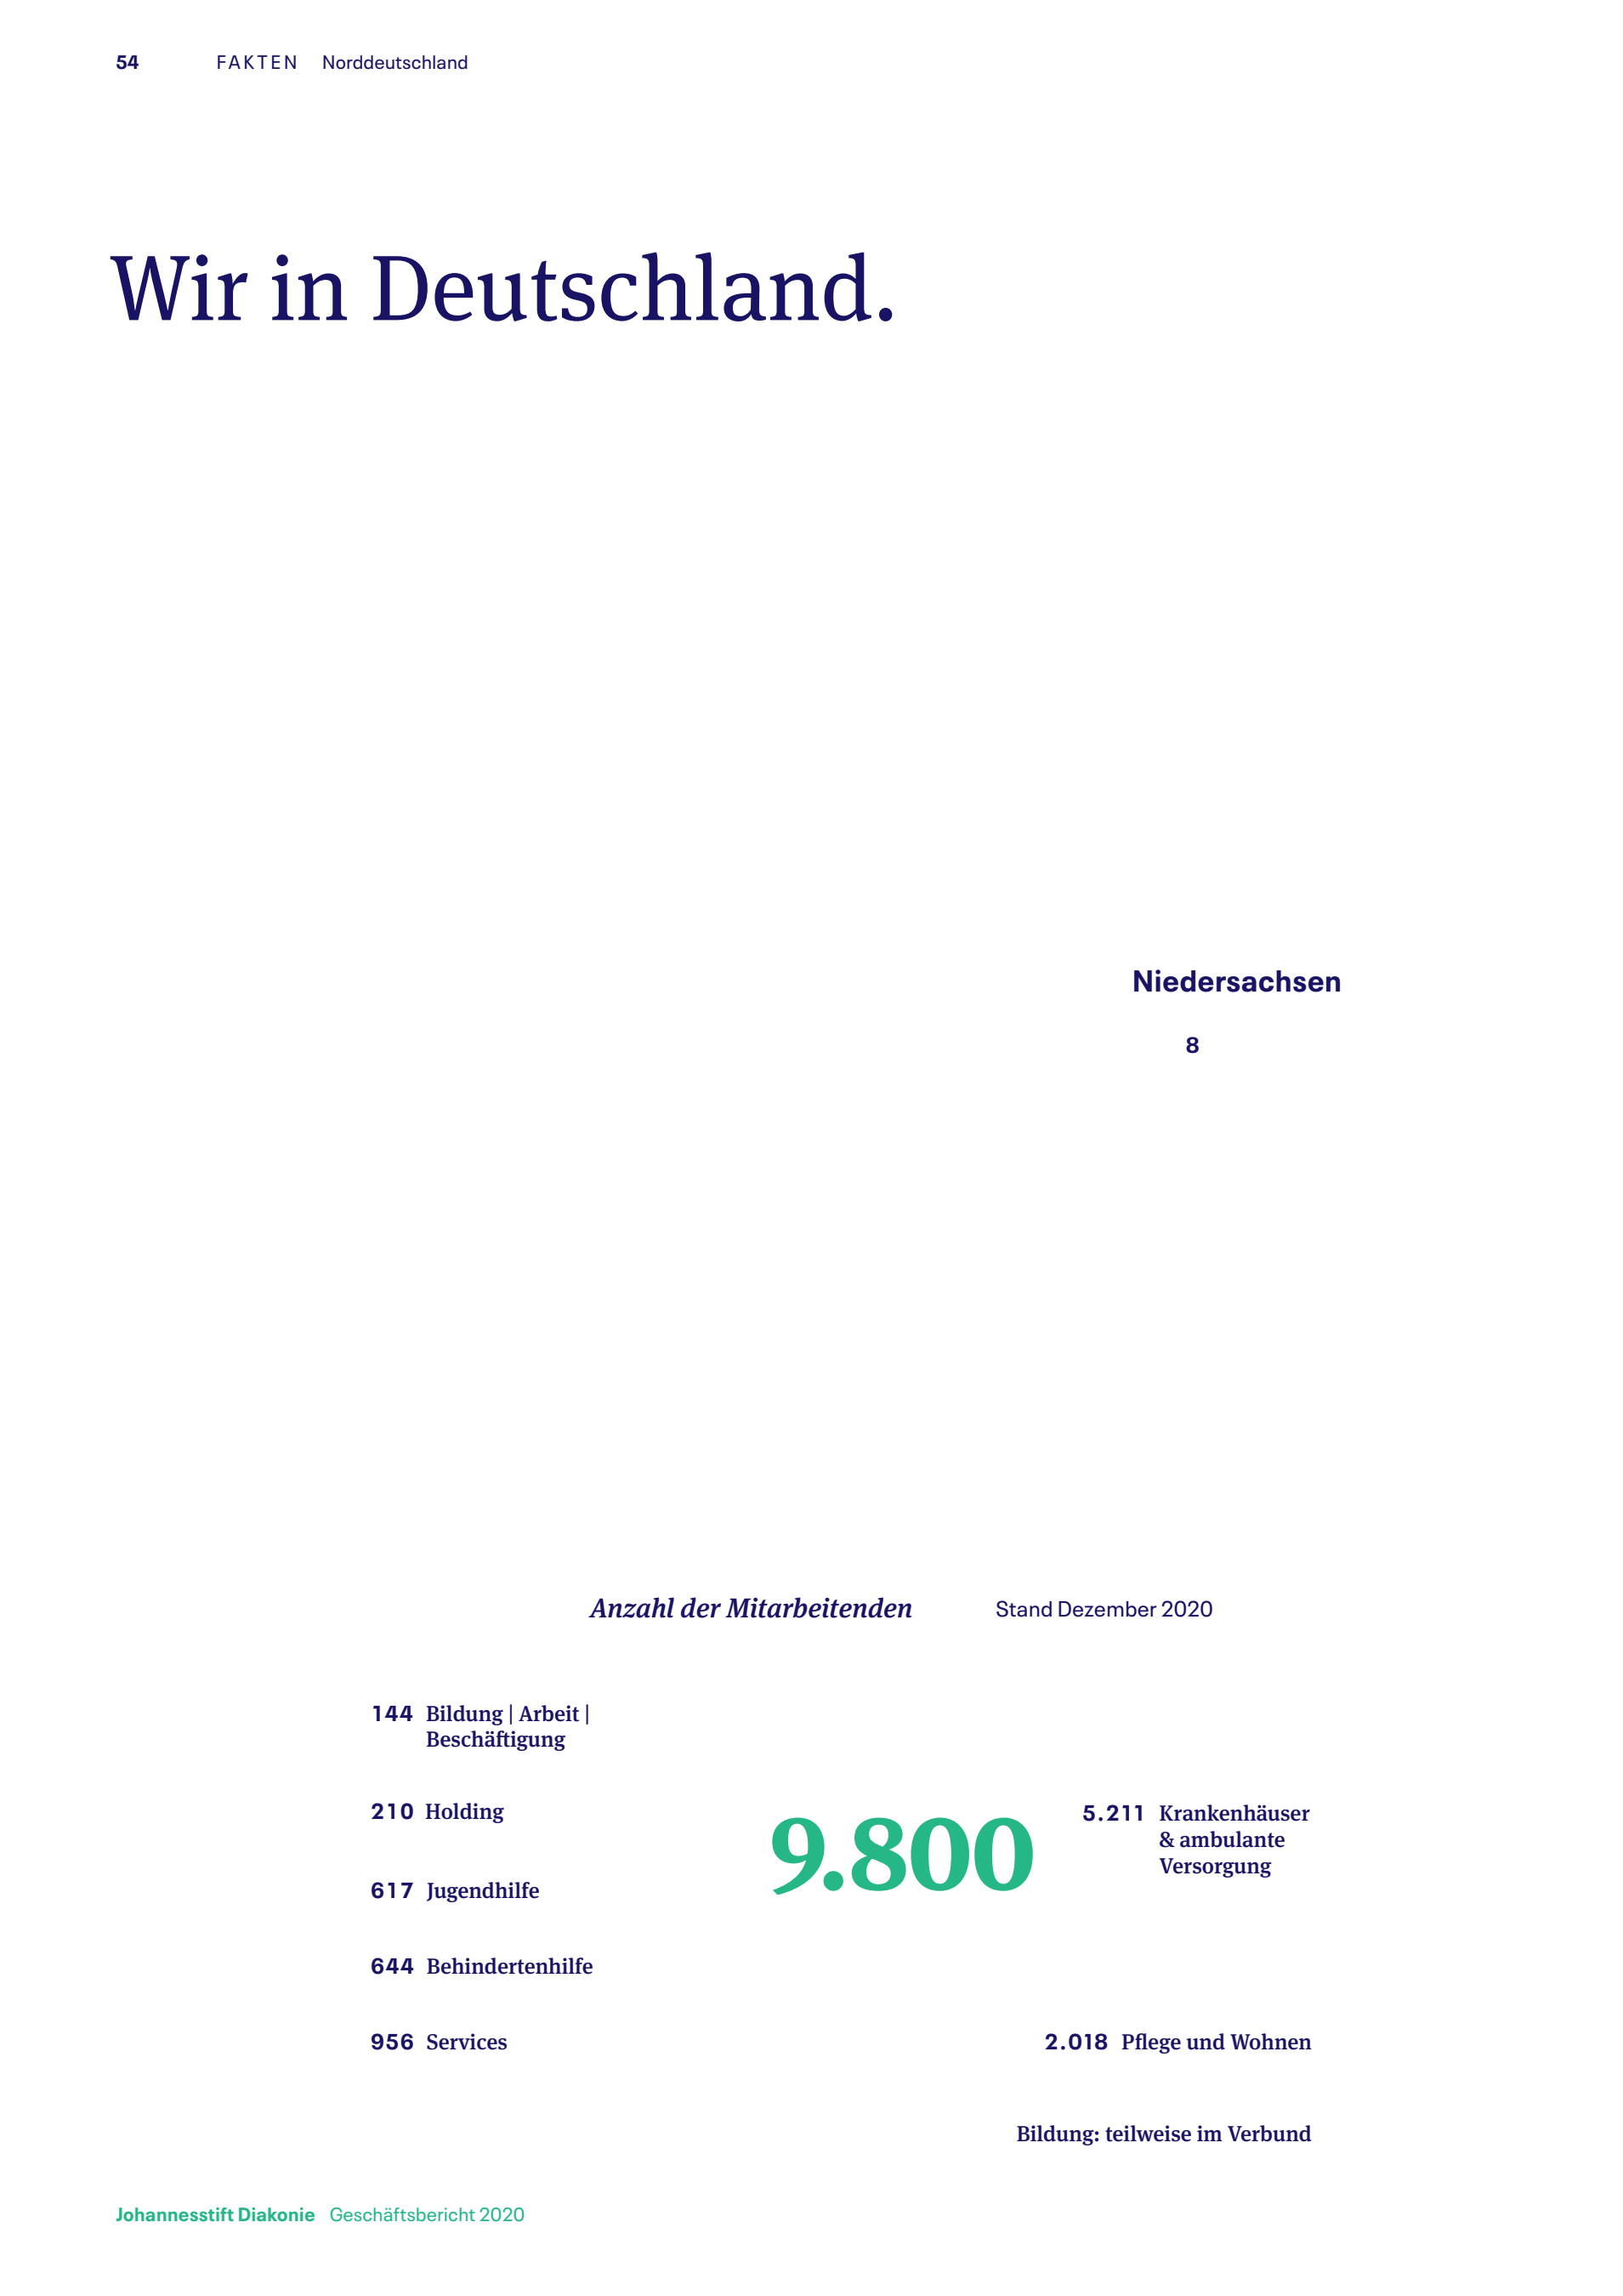 54 FAKTEN Norddeutschland
Wir in Deutschland.
Niedersachsen
8
Anzahl der Mitarbeitenden Stand Dezember 2020
144 Bildung | Arbeit |
Beschäftigung
210 Holding
617 Jugendhilfe
644 Behindertenhilfe
956 Services
9.800
5.211 Krankenhäuser
& ambulante
Versorgung
2.018 Pflege und Wohnen
Bildung: teilweise im Verbund
Johannesstift Diakonie Geschäftsbericht 2020